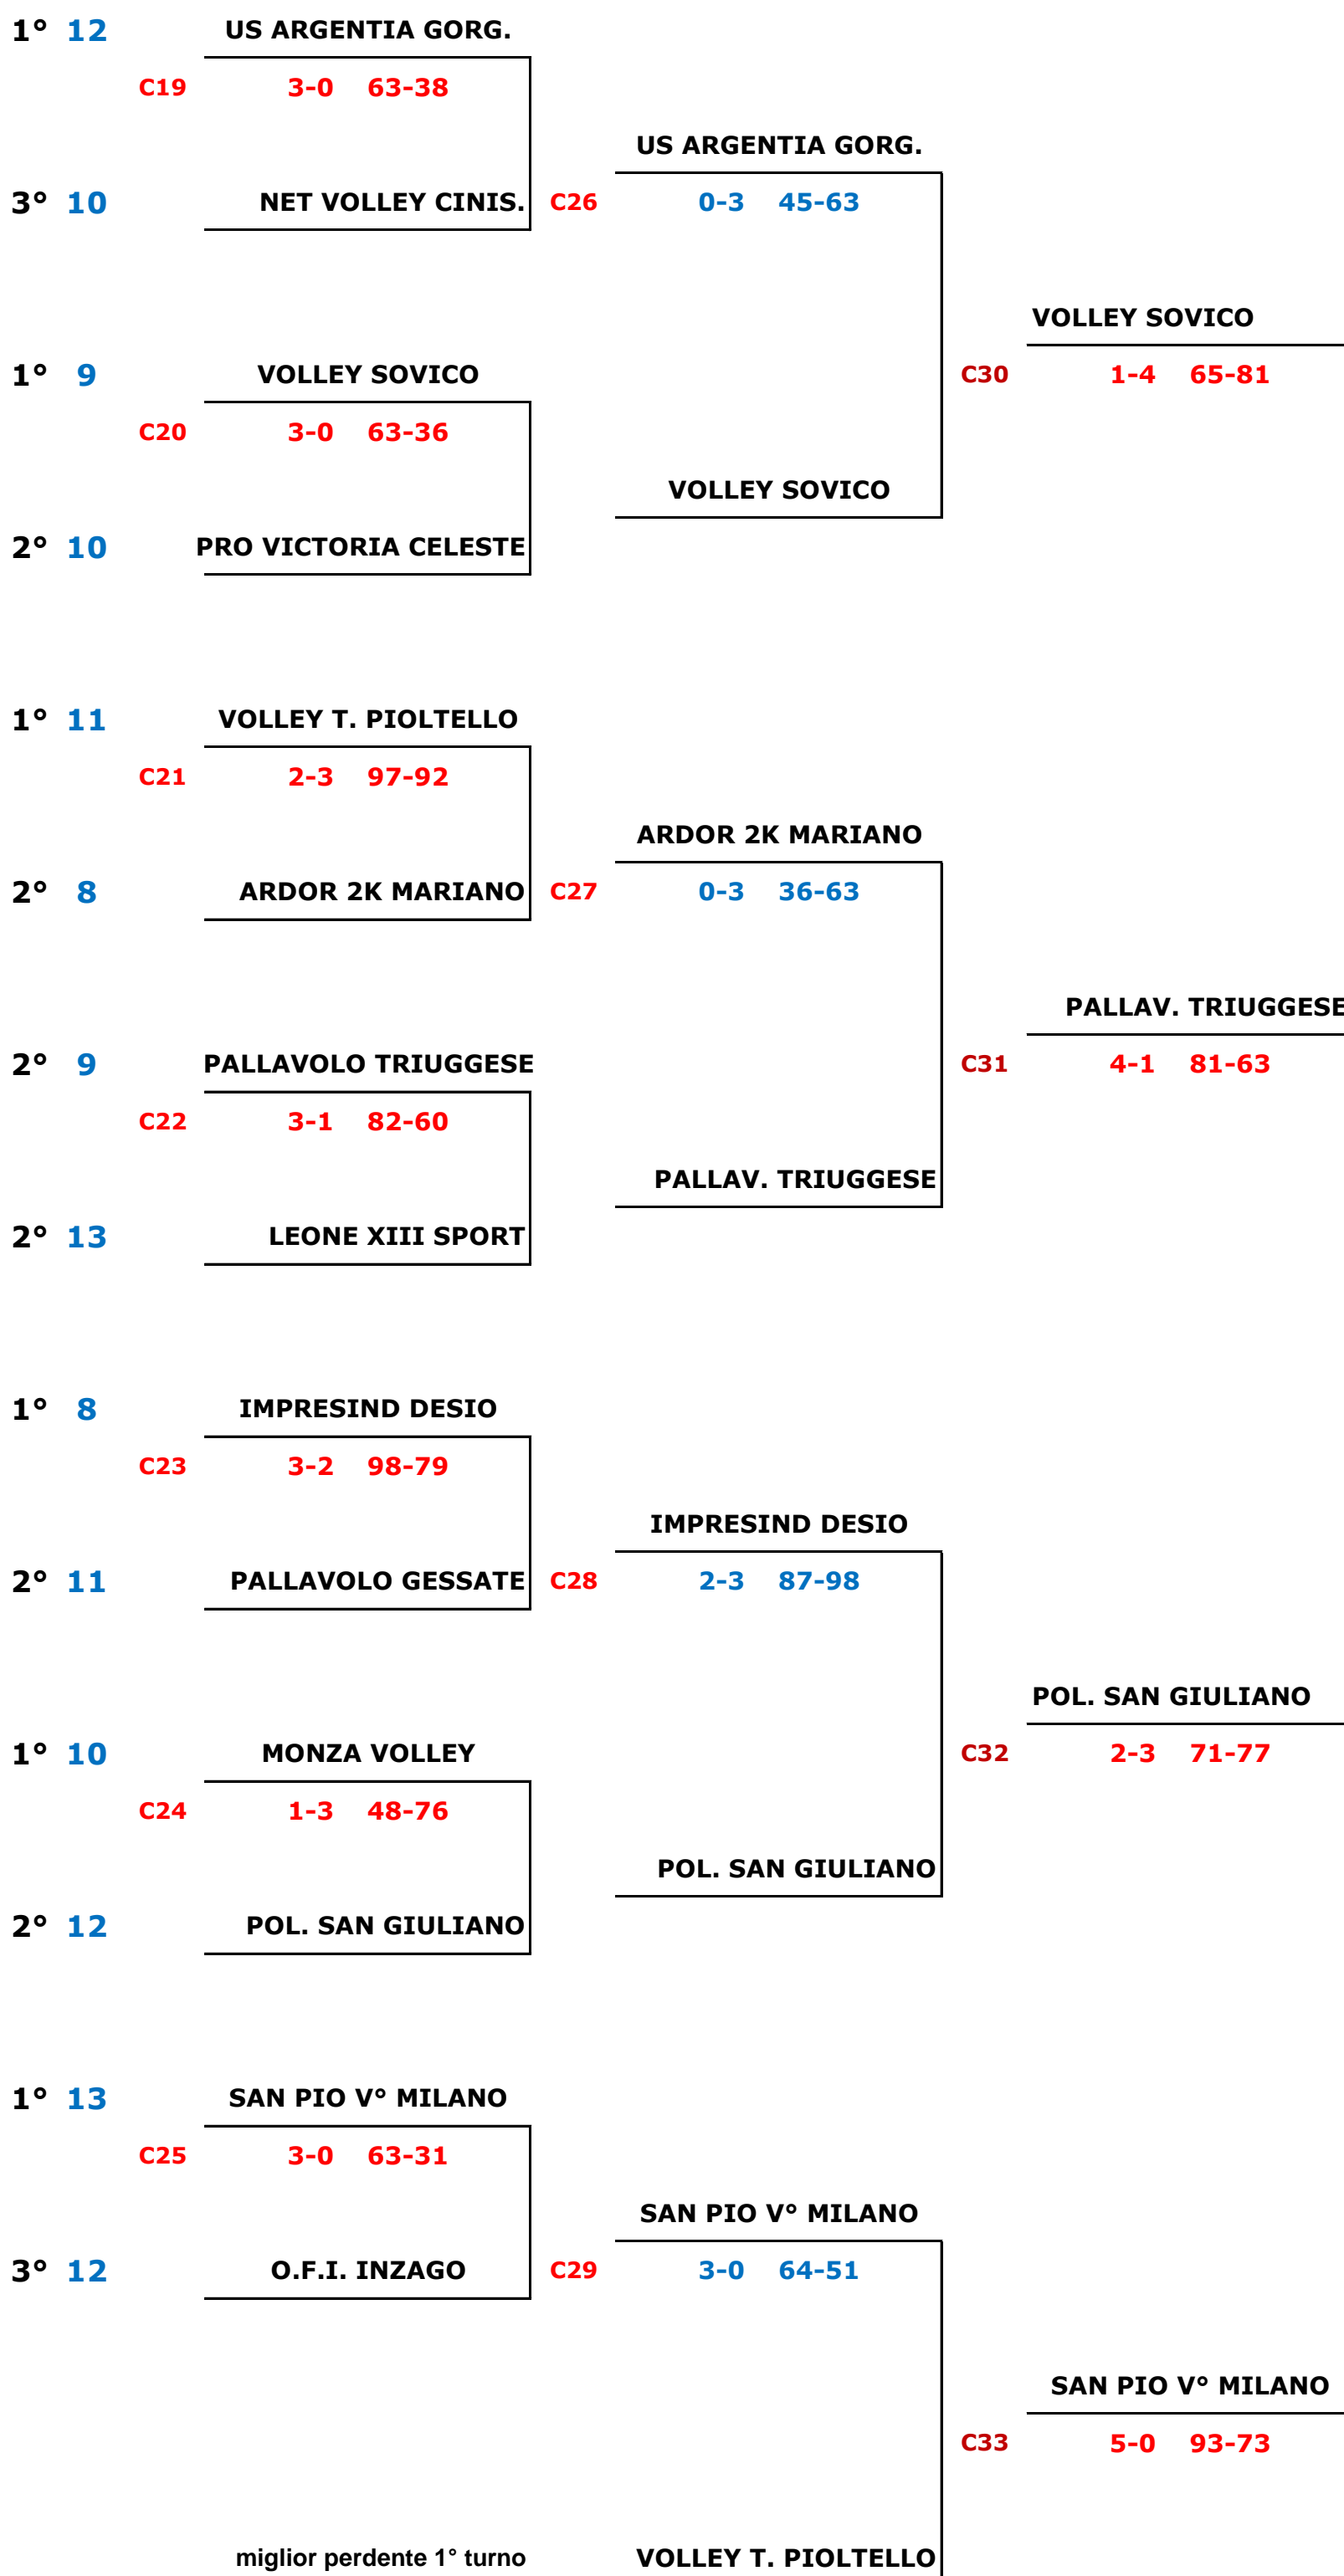 1° 12 US ARGENTIA GORG.
C19 3-0 63-38
US ARGENTIA GORG.
3° 10 NET VOLLEY CINIS. C26 0-3 45-63
VOLLEY SOVICO
1° 9 VOLLEY SOVICO C30 1-4 65-81
C20 3-0 63-36
VOLLEY SOVICO
2° 10 PRO VICTORIA CELESTE
1° 11 VOLLEY T. PIOLTELLO
C21 2-3 97-92
ARDOR 2K MARIANO
2° 8 ARDOR 2K MARIANO C27 0-3 36-63
PALLAV. TRIUGGESE
2° 9 PALLAVOLO TRIUGGESE C31 4-1 81-63
C22 3-1 82-60
PALLAV. TRIUGGESE
2° 13 LEONE XIII SPORT
1° 8 IMPRESIND DESIO
C23 3-2 98-79
IMPRESIND DESIO
2° 11 PALLAVOLO GESSATE C28 2-3 87-98
POL. SAN GIULIANO
1° 10 MONZA VOLLEY C32 2-3 71-77
C24 1-3 48-76
POL. SAN GIULIANO
2° 12 POL. SAN GIULIANO
1° 13 SAN PIO V° MILANO
C25 3-0 63-31
SAN PIO V° MILANO
3° 12 O.F.I. INZAGO C29 3-0 64-51
SAN PIO V° MILANO
C33 5-0 93-73
miglior perdente 1° turno VOLLEY T. PIOLTELLO